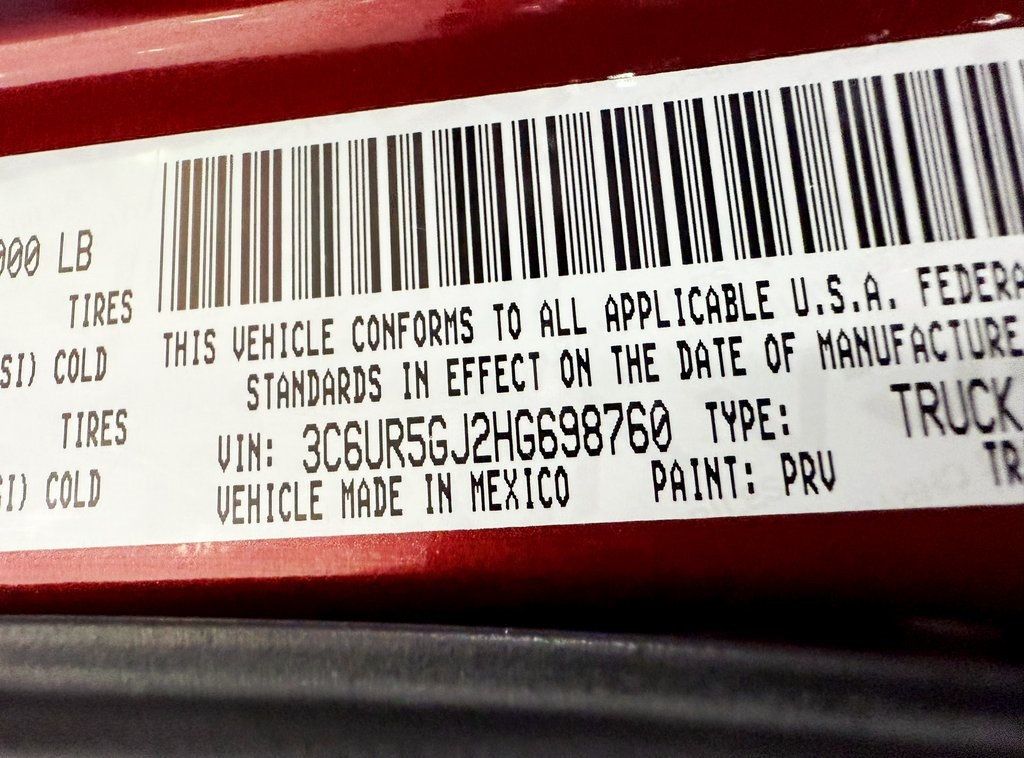 000 LB
TIRES
THIS VEHICLE CONFORMS TO ALL APPLICABLE U.S.A. FEDERA
SI) COLD
STANDARDS IN EFFECT ON THE DATE OF MANUFACTURE
TIRES
VIN: 3C6UR5GJ2HG698760 TYPE: TRUCK
SI) COLD
VEHICLE MADE IN MEXICO PAINT: PRV TR